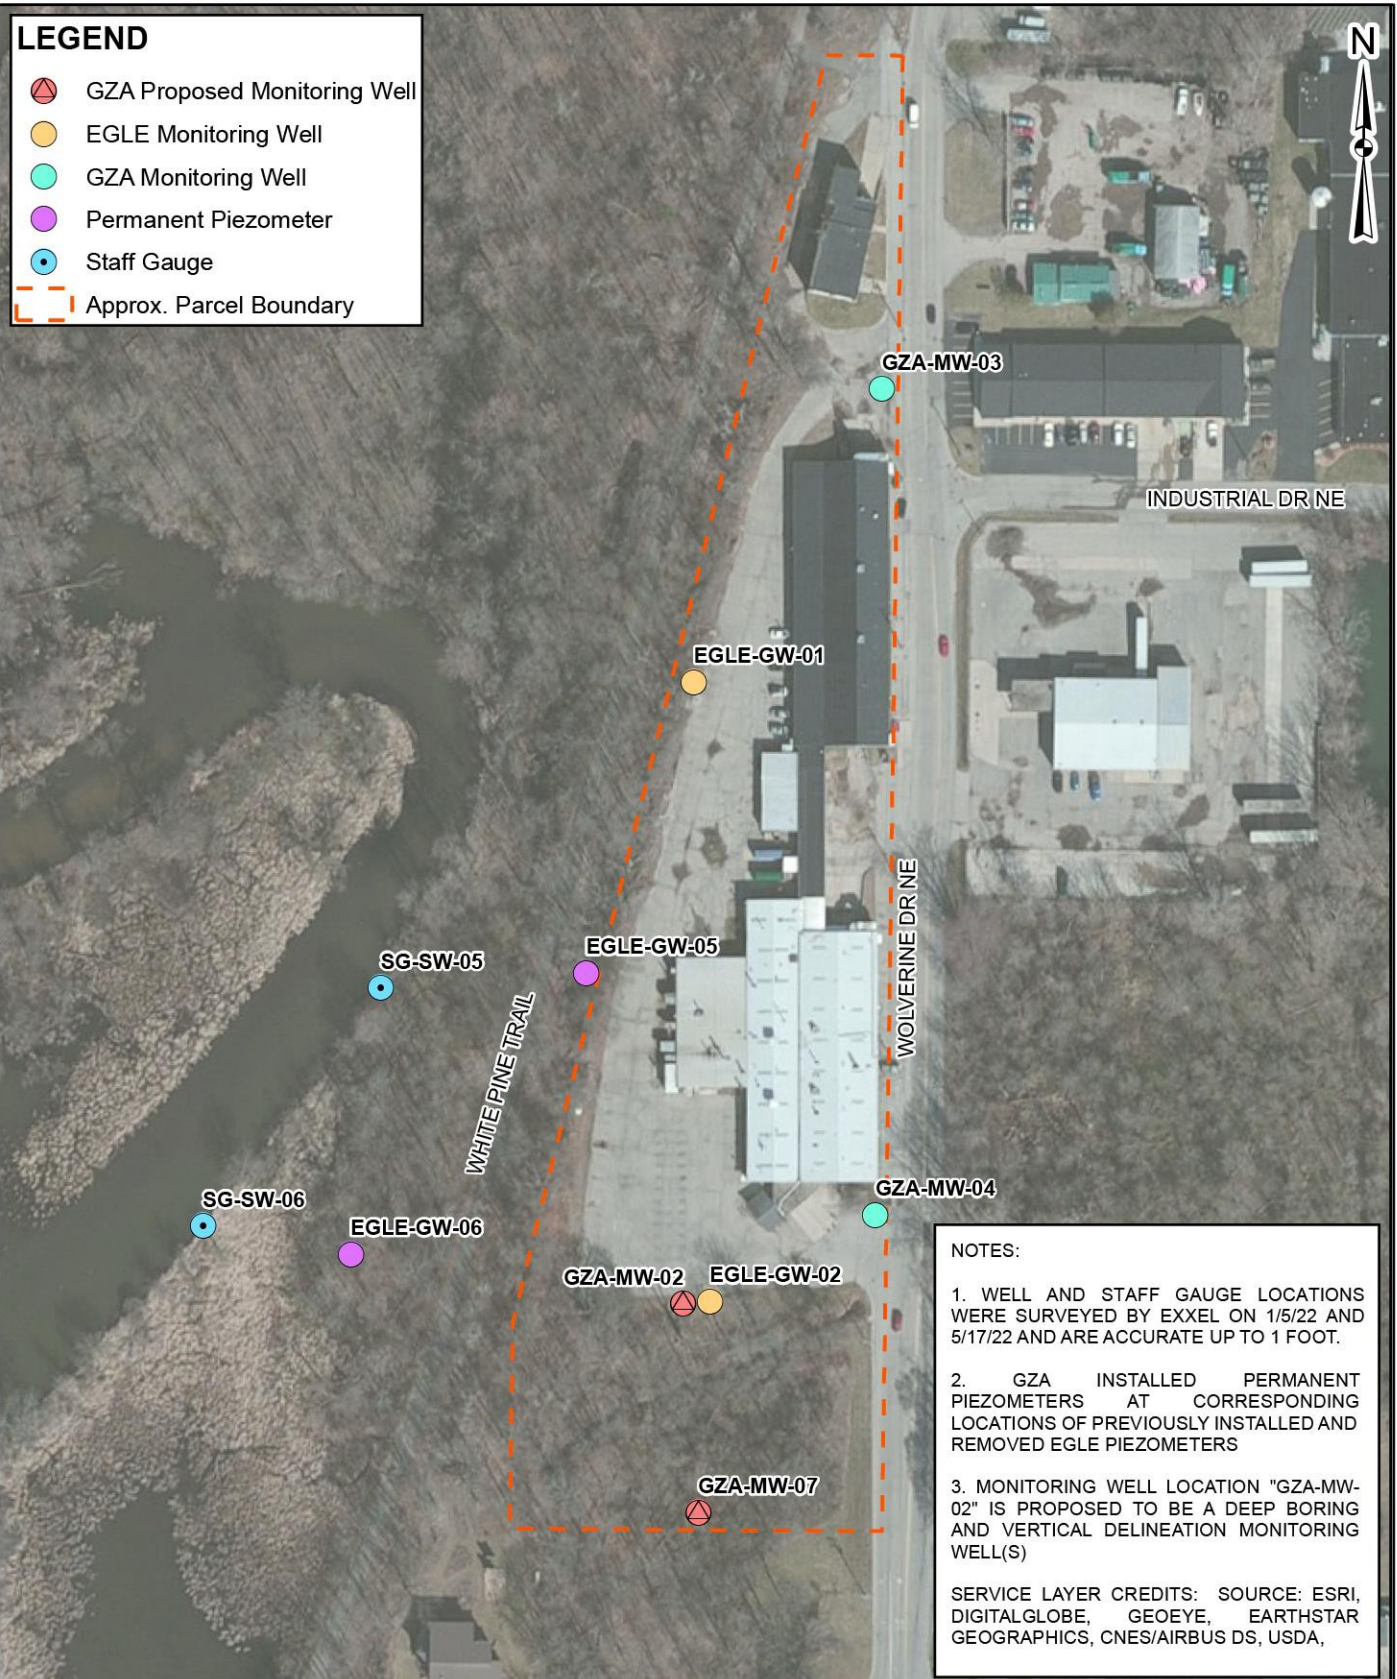 LEGEND
GZA Proposed Monitoring Well
EGLE Monitoring Well
GZA Monitoring Well
Permanent Piezometer
Staff Gauge
Approx. Parcel Boundary
N
GZA-MW-03
INDUSTRIAL DR NE
EGLE-GW-01
WOLVERINE DR NE
EGLE-GW-05
SG-SW-05
WHITE PINE TRAIL
GZA-MW-04
SG-SW-06
EGLE-GW-06
GZA-MW-02
EGLE-GW-02
GZA-MW-07
NOTES:
1. WELL AND STAFF GAUGE LOCATIONS
WERE SURVEYED BY EXXEL ON 1/5/22 AND
5/17/22 AND ARE ACCURATE UP TO 1 FOOT.
2. GZA INSTALLED PERMANENT
PIEZOMETERS AT CORRESPONDING
LOCATIONS OF PREVIOUSLY INSTALLED AND
REMOVED EGLE PIEZOMETERS
3. MONITORING WELL LOCATION "GZA-MW-
02" IS PROPOSED TO BE A DEEP BORING
AND VERTICAL DELINEATION MONITORING
WELL(S)
SERVICE LAYER CREDITS: SOURCE: ESRI,
DIGITALGLOBE, GEOEYE, EARTHSTAR
GEOGRAPHICS, CNES/AIRBUS DS, USDA,